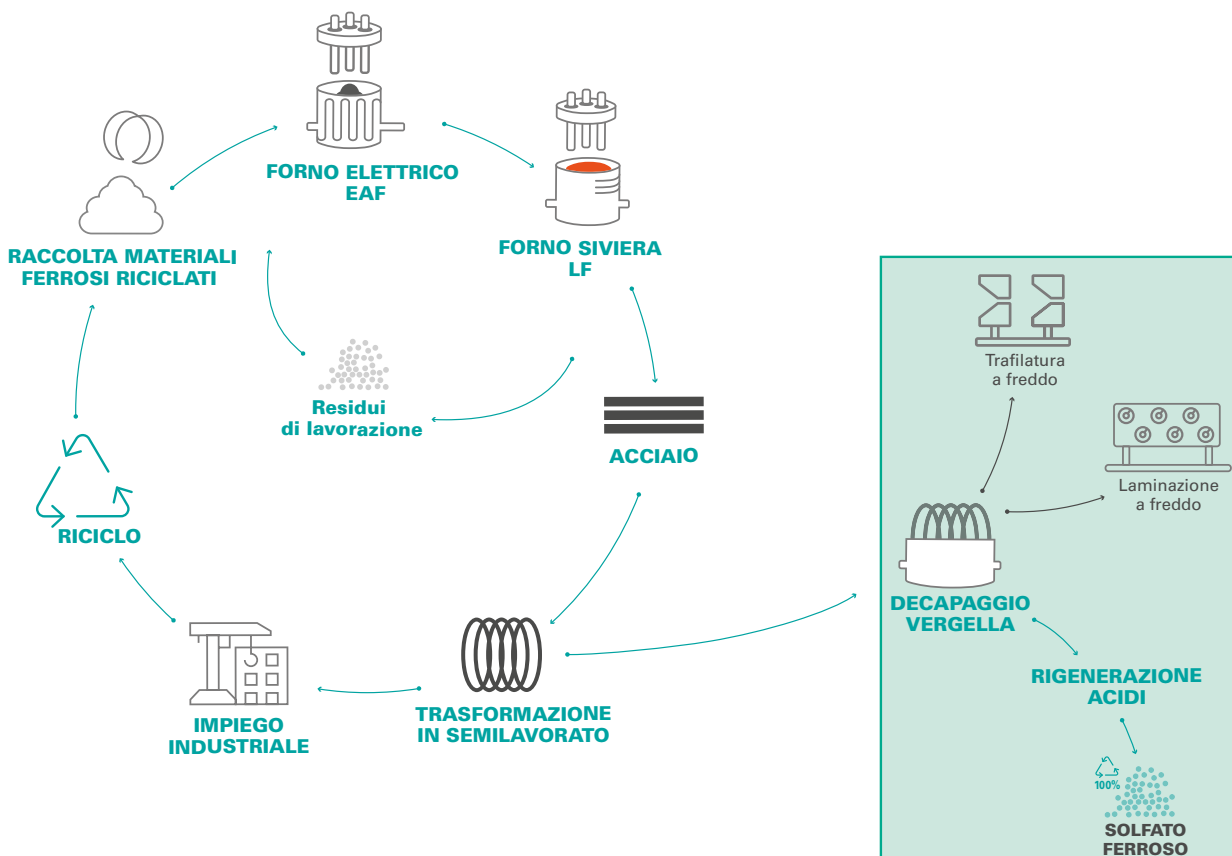 FORNO ELETTRICO
EAF
FORNO SIVIERA
LF
RACCOLTA MATERIALI
FERROSI RICICLATI
Residui
di lavorazione
ACCIAIO
RICICLO
IMPIEGO
INDUSTRIALE
TRASFORMAZIONE
IN SEMILAVORATO
Trafilatura
a freddo
Laminazione
a freddo
DECAPAGGIO
VERGELLA
RIGENERAZIONE
ACIDI
100%
SOLFATO
FERROSO